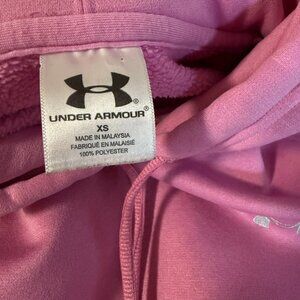 UNDER ARMOUR®
XS
MADE IN MALAYSIA
FABRIQUÉ EN MALAISIE
100% POLYESTER